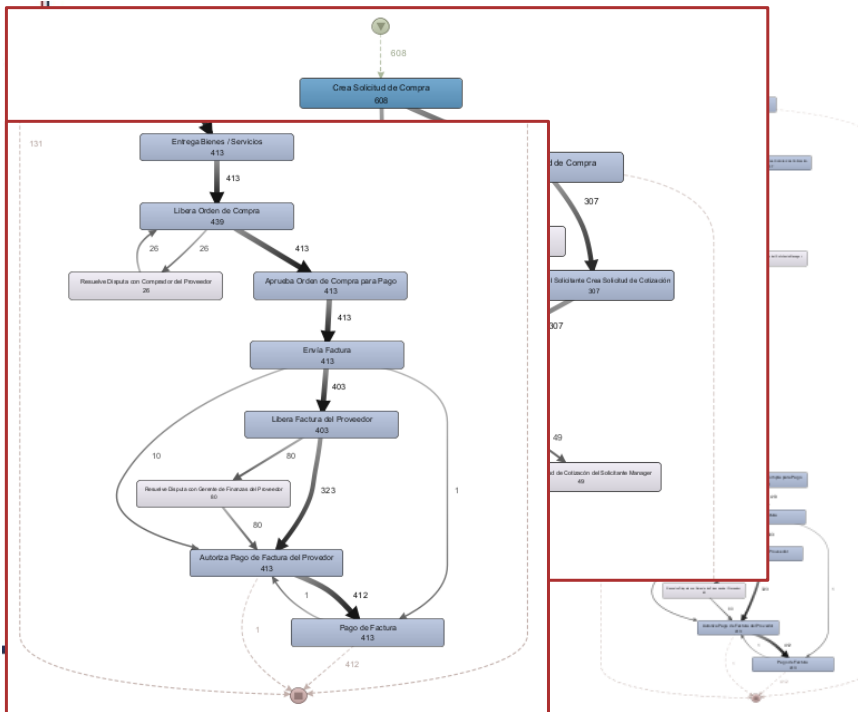 608
Crea Solicitud de Compra
608
131
Entrega Bienes / Servicios
413
413
Libera Orden de Compra
439
26
26
413
Resuelve Disputa con Comprador del Proveedor
26
Aprueba Orden de Compra para Pago
413
413
Envía Factura
413
403
Libera Factura del Proveedor
403
10
80
323
1
Resuelve Disputa con Gerente de Finanzas del Proveedor
80
80
Autoriza Pago de Factura del Provedor
413
1
412
Pago de Factura
413
1
412
d de Compra
307
l Solicitante Crea Solicitud de Cotización
307
307
49
ud de Cotización del Solicitante Manager
49
Pago de Factura